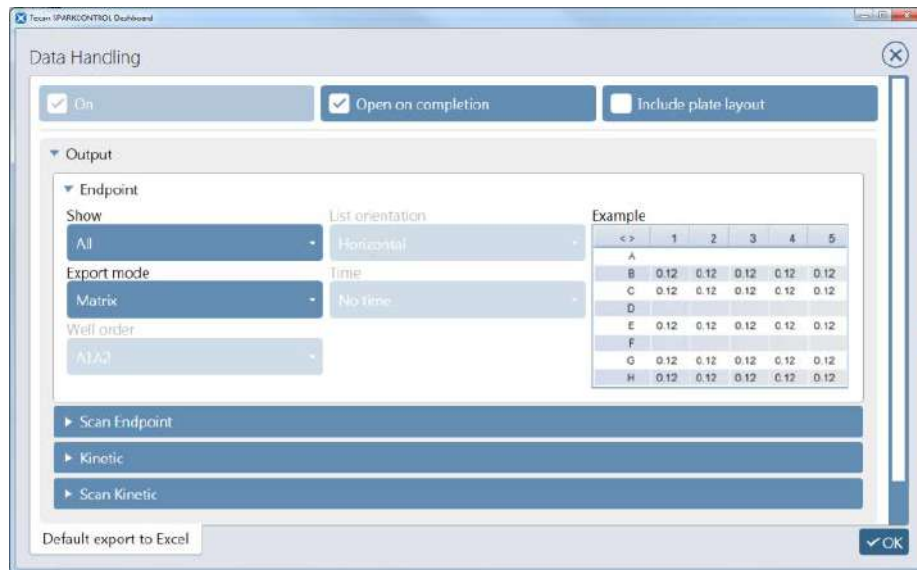 Tecan SPARKCONTROL Dashboard
Data Handling
On
Open on completion
Include plate layout
Output
Endpoint
Show
List orientation
Example
All
Horizontal
Export mode
Time
Matrix
No time
Well order
A1A2
<> 1 2 3 4 5
A
B 0.12 0.12 0.12 0.12 0.12
C 0.12 0.12 0.12 0.12 0.12
D
E 0.12 0.12 0.12 0.12 0.12
F
G 0.12 0.12 0.12 0.12 0.12
H 0.12 0.12 0.12 0.12 0.12
Scan Endpoint
Kinetic
Scan Kinetic
Default export to Excel
OK